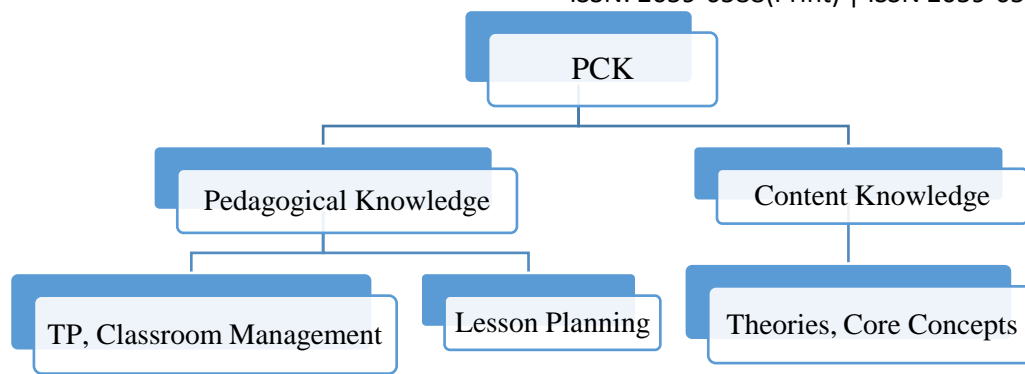 PCK
Pedagogical Knowledge
Content Knowledge
TP, Classroom Management
Lesson Planning
Theories, Core Concepts